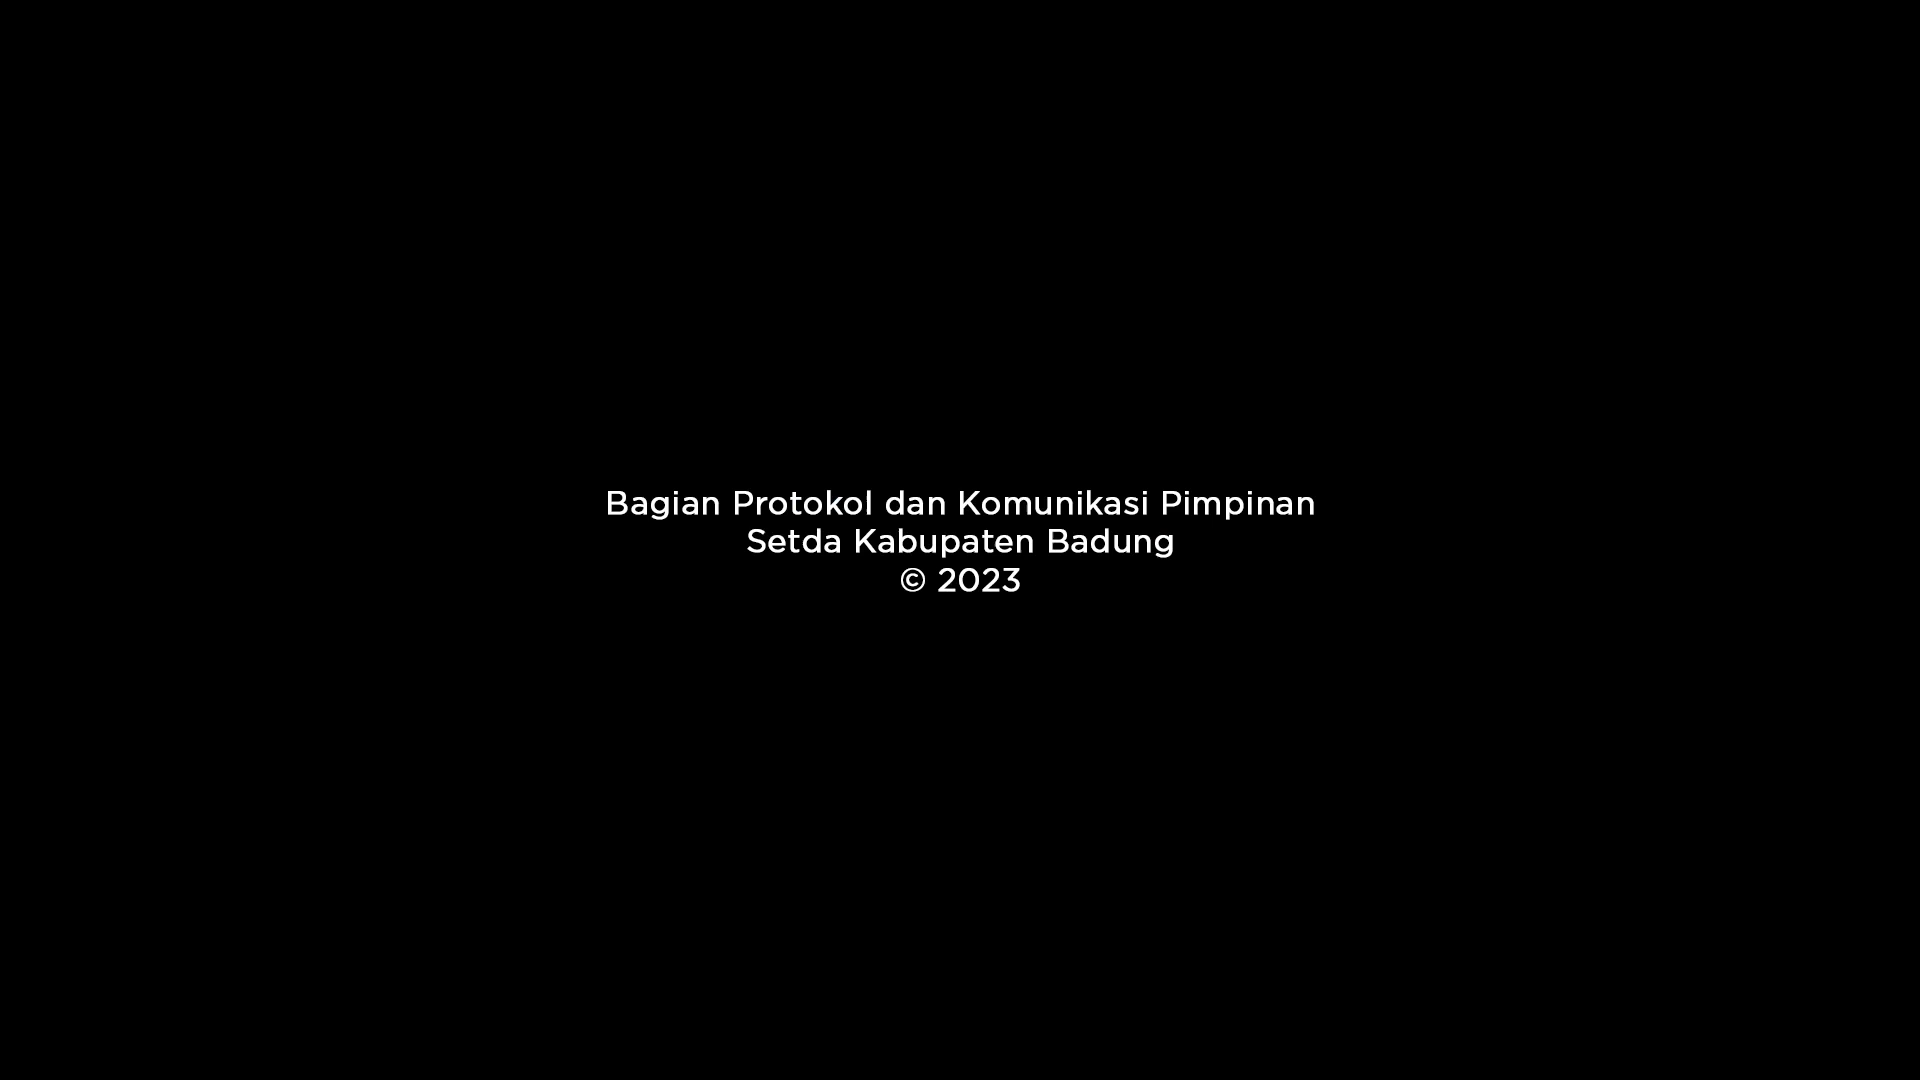 Bagian Protokol dan Komunikasi Pimpinan
Setda Kabupaten Badung
© 2023